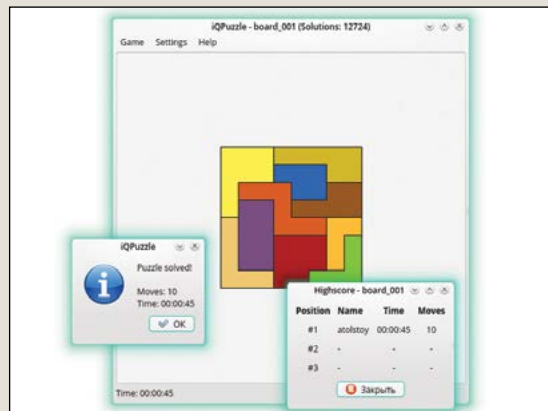 iQPuzzle - board_001 (Solutions: 12724)
Game Settings Help
iQPuzzle
Puzzle solved!
Moves: 10
Time: 00:00:45
OK
Highscore - board_001
Position Name Time Moves
#1 atolstoy 00:00:45 10
#2 - - -
#3 - - -
Закрыть
Time: 00:00:45